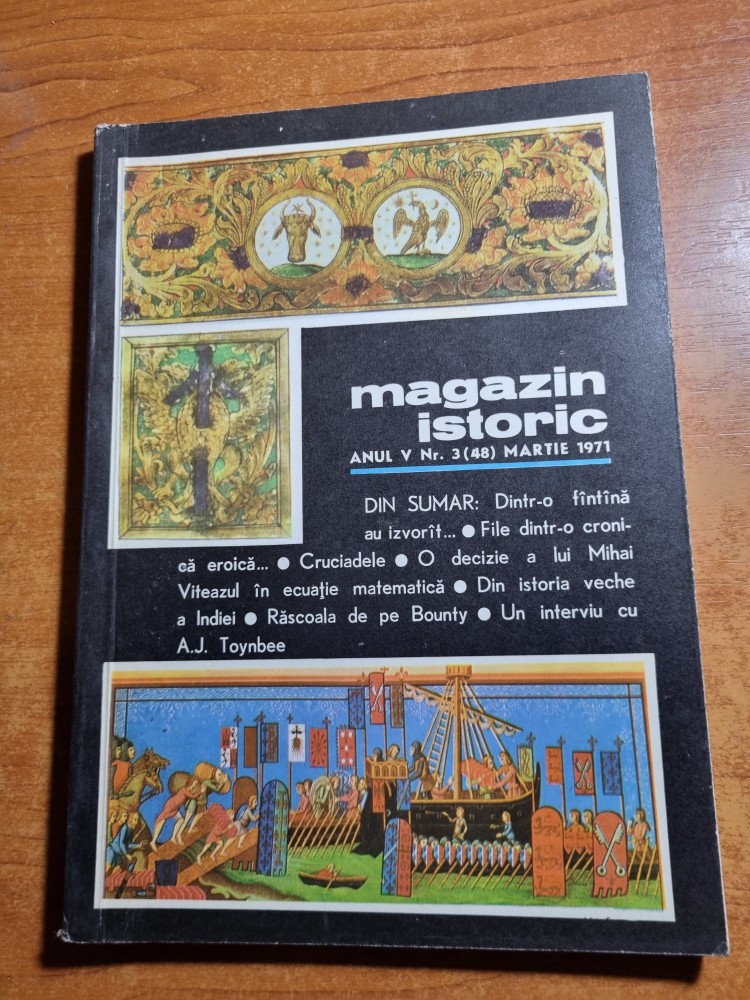 magazin
istoric
ANUL V Nr. 3 (48) MARTIE 1971
DIN SUMAR: Dintr-o fîntînă
au izvorît... ● File dintr-o croni-
că eroică... ● Cruciadele ● O decizie a lui Mihai
Viteazul în ecuaţie matematică ● Din istoria veche
a Indiei ● Răscoala de pe Bounty ● Un interviu cu
A.J. Toynbee